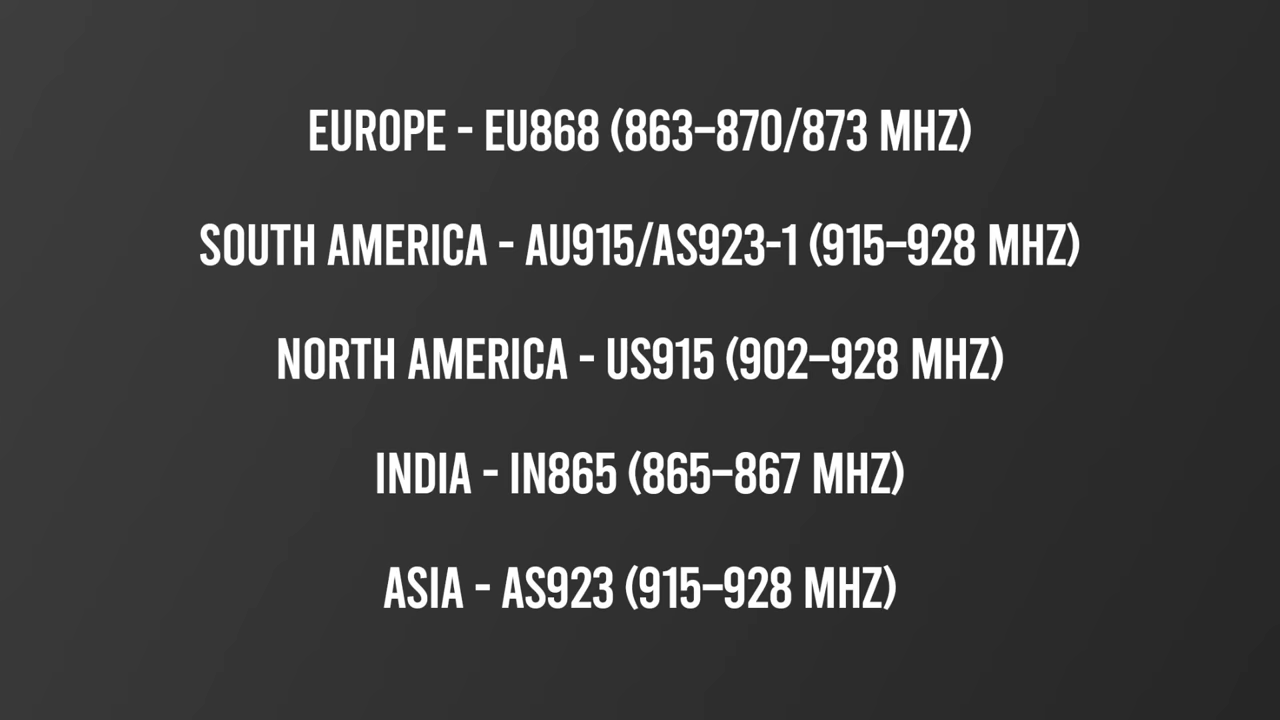 EUROPE - EU868 (863–870/873 MHZ)
SOUTH AMERICA - AU915/AS923-1 (915–928 MHZ)
NORTH AMERICA - US915 (902–928 MHZ)
INDIA - IN865 (865–867 MHZ)
ASIA - AS923 (915–928 MHZ)